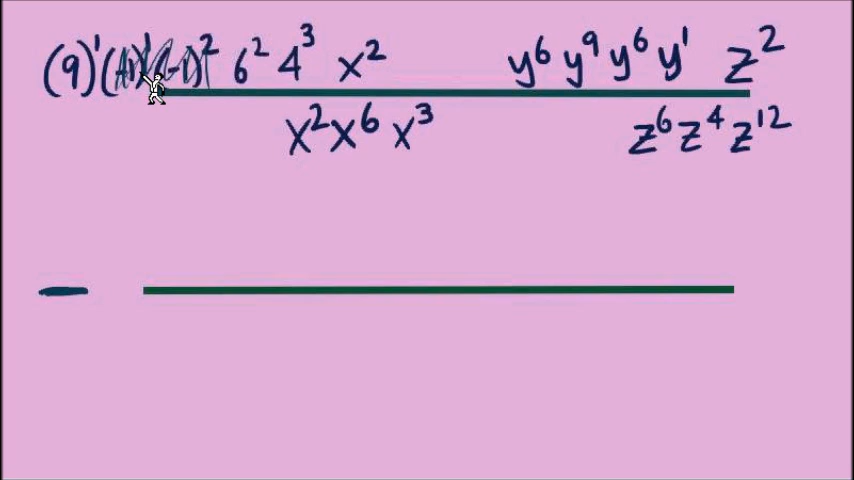 (9)¹ 6² 4³ x² y⁶ y⁹ y⁶ y¹ z²
x² x⁶ x³ z⁶ z⁴ z¹²
−